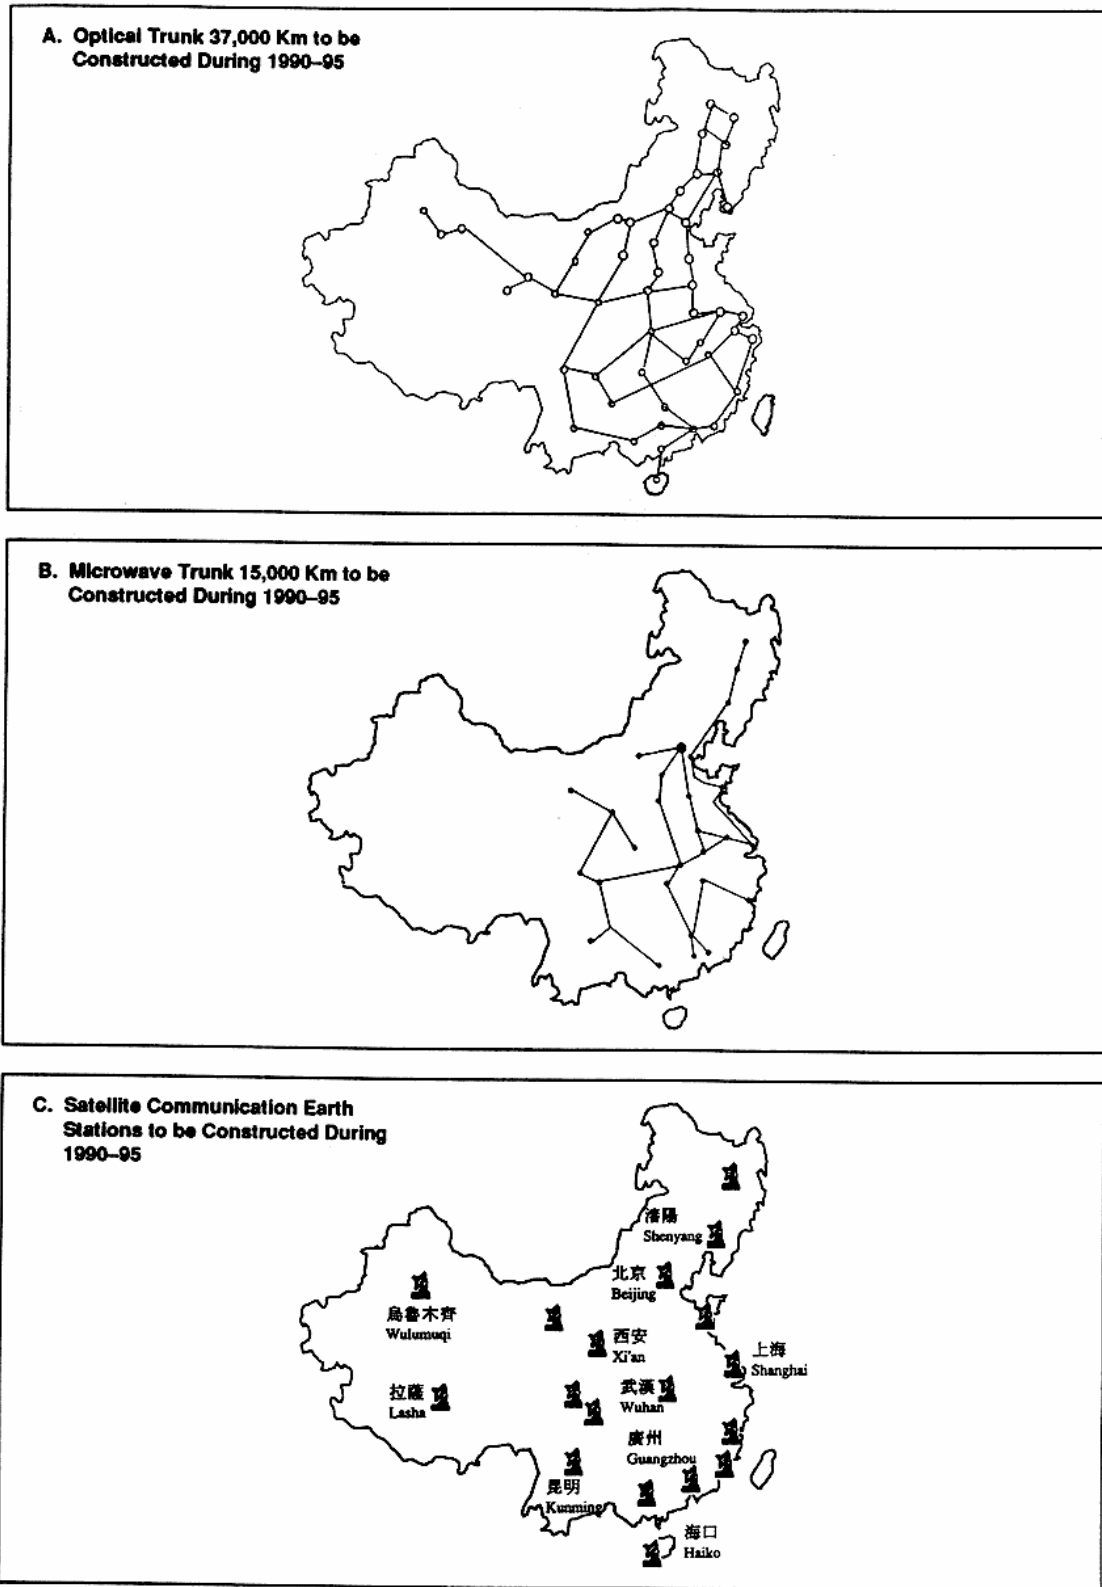 A. Optical Trunk 37,000 Km to be
Constructed During 1990–95
B. Microwave Trunk 15,000 Km to be
Constructed During 1990–95
C. Satellite Communication Earth
Stations to be Constructed During
1990–95
瀋陽
Shenyang
北京
Beijing
烏魯木齊
Wulumuqi
西安
Xi'an
上海
Shanghai
拉薩
Lasha
武漢
Wuhan
廣州
Guangzhou
昆明
Kunming
海口
Haiko